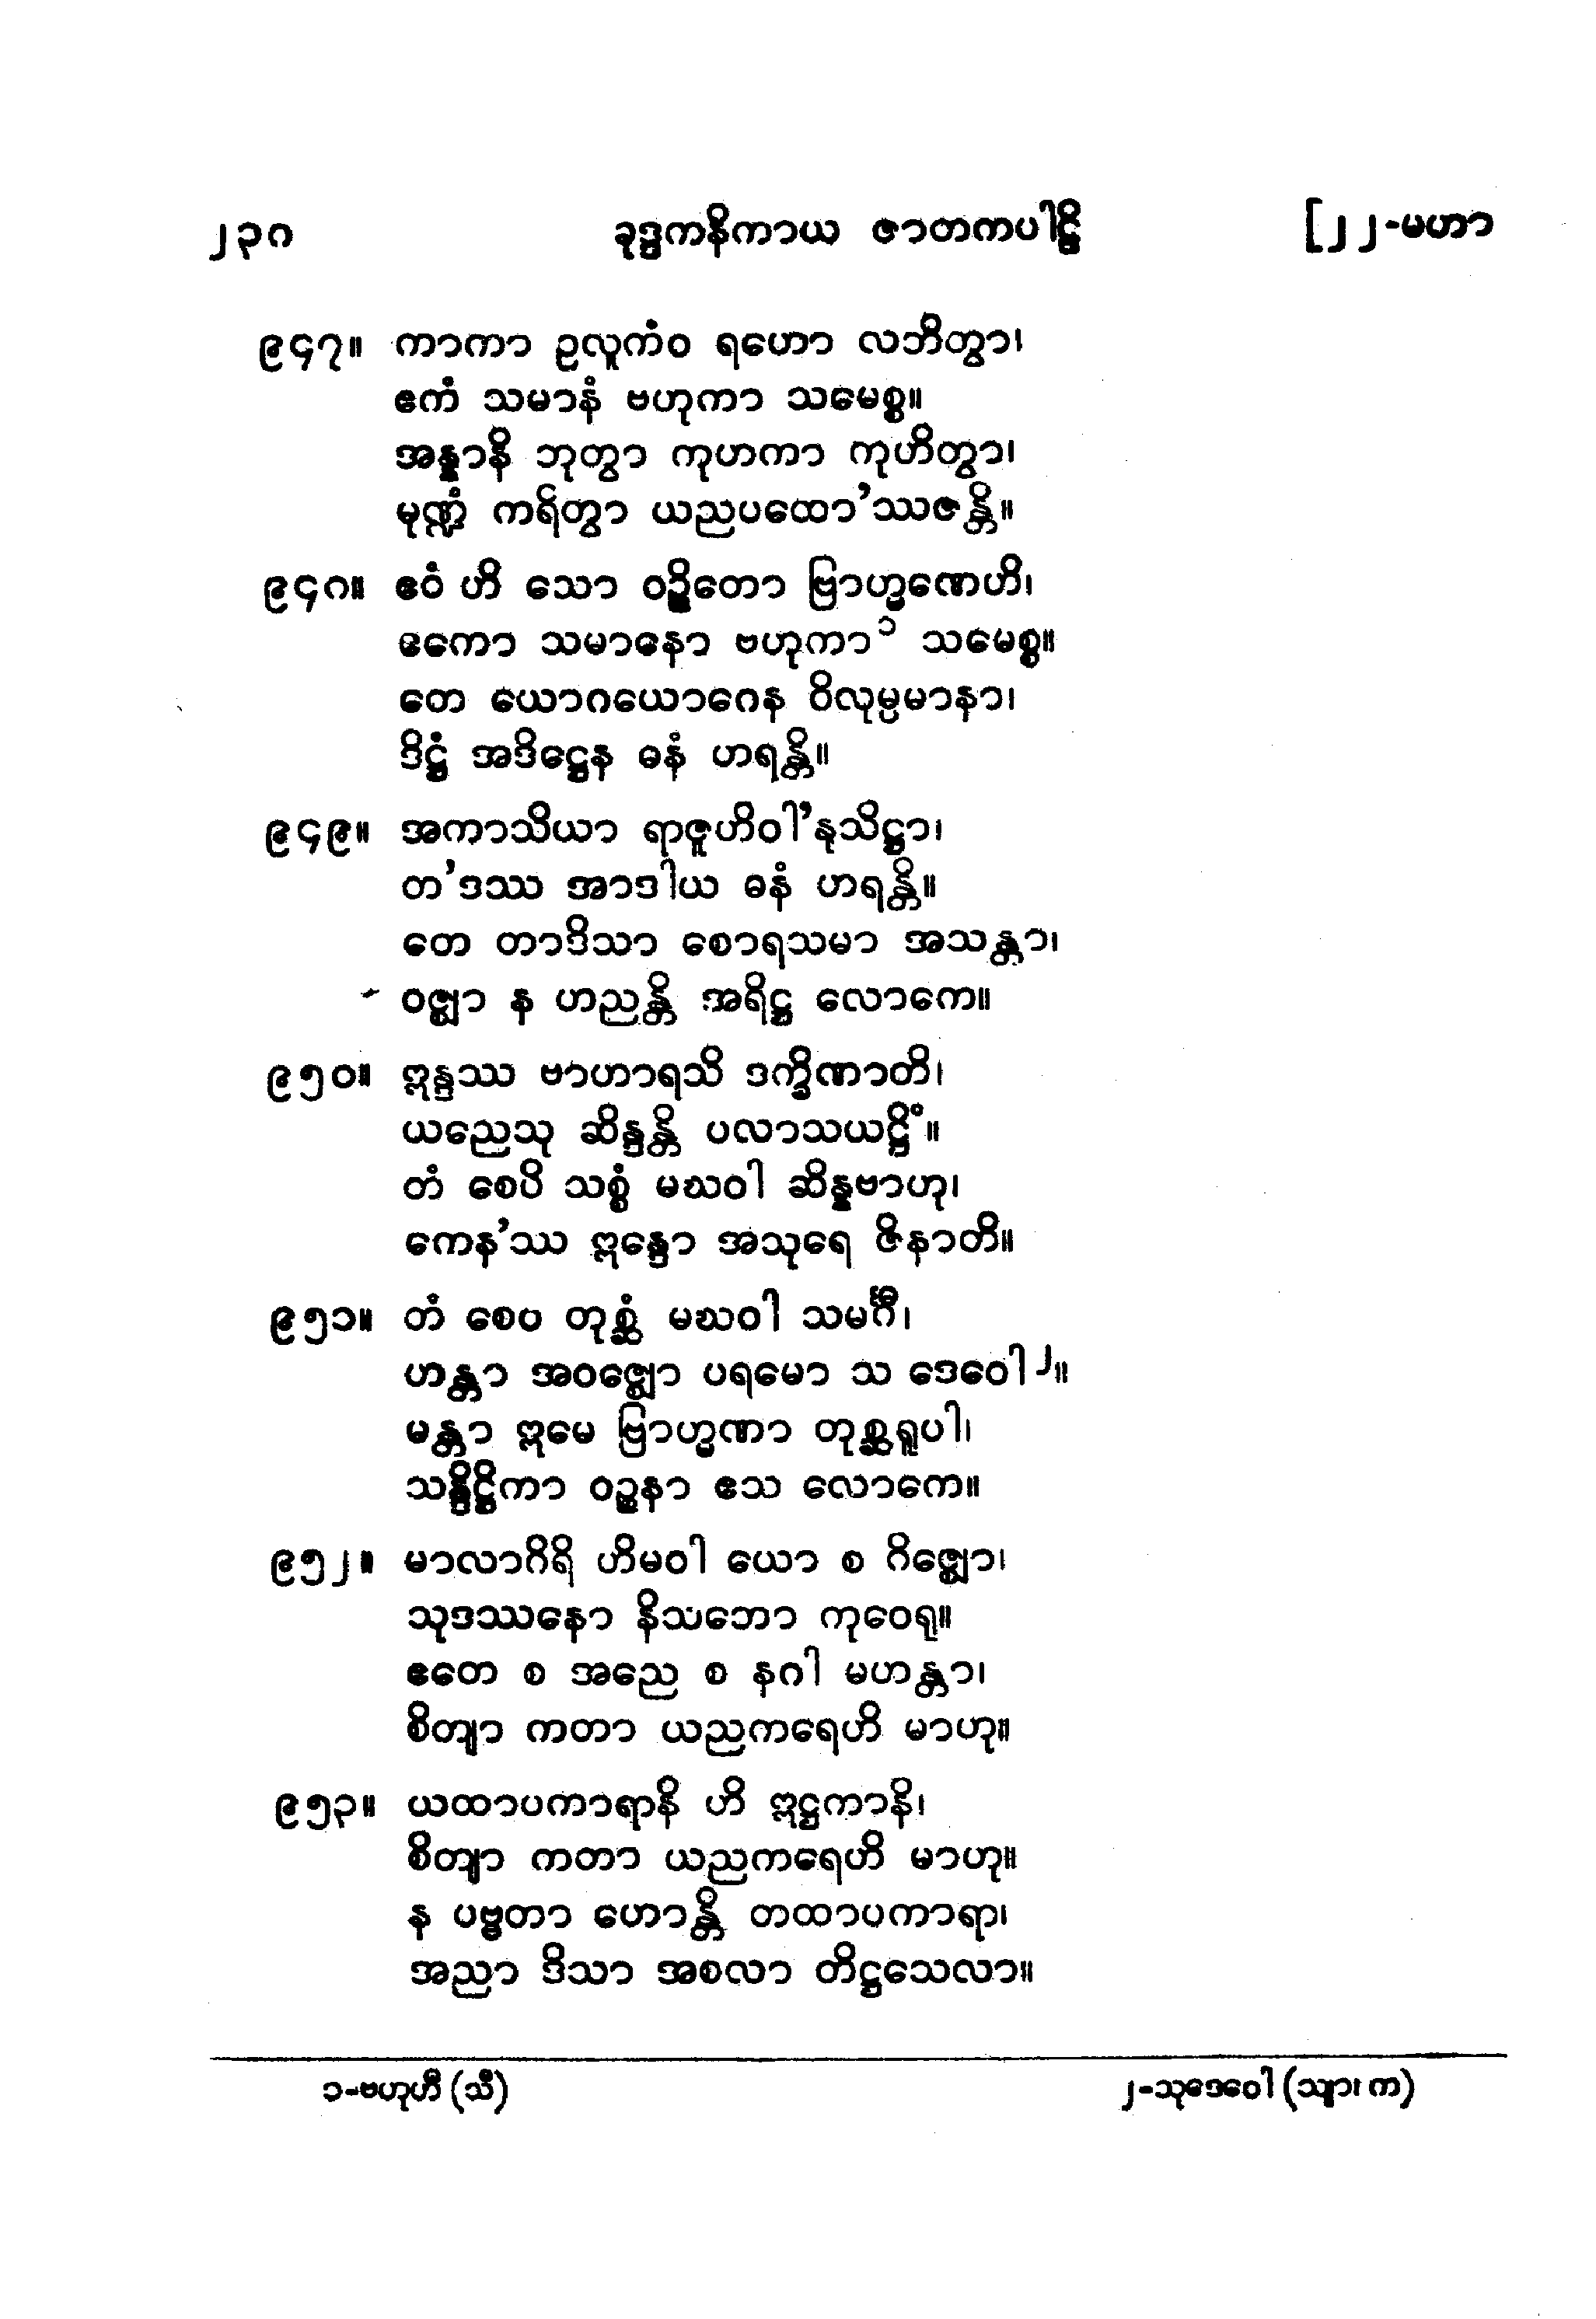 ၂၃၈ ခုဒ္ဒကနိကာယ ဇာတကပါဠိ [၂၂-မဟာ
၉၄၇။ ကာကာ ဥလူကံဝ ရဟော လဘိတွာ၊
ဧကံ သမာနံ ဗဟုကာ သမေစ္စ။
အန္နာနိ ဘုတွာ ကုဟကာ ကုဟိတွာ၊
မုဏ္ဍံ ကရိတွာ ယညပထော'ဿဇန္တိ။
၉၄၈။ ဧဝံ ဟိ သော ဝဉ္စိတော ဗြာဟ္မဏေဟိ၊
ဧကော သမာနော ဗဟုကာ၁ သမေစ္စ။
တေ ယောဂယောဂေန ဝိလုမ္ပမာနာ၊
ဒိဋ္ဌံ အဒိဋ္ဌေန ဓနံ ဟရန္တိ။
၉၄၉။ အကာသိယာ ရာဇူဟိဝါ'နုသိဋ္ဌာ၊
တ'ဒဿ အာဒါယ ဓနံ ဟရန္တိ။
တေ တာဒိသာ စောရသမာ အသန္တာ၊
ဝဇ္ဈာ န ဟညန္တိ အရိဋ္ဌ လောကေ။
၉၅၀။ ဣန္ဒဿ ဗာဟာရသိ ဒက္ခိဏာတိ၊
ယညေသု ဆိန္ဒန္တိ ပလာသယဋ္ဌိံ။
တံ စေပိ သစ္စံ မဃဝါ ဆိန္နဗာဟု၊
ကေန'ဿ ဣန္ဒော အသုရေ ဇိနာတိ။
၉၅၁။ တံ စေဝ တုစ္ဆံ မဃဝါ သမင်္ဂီ၊
ဟန္တာ အဝဇ္ဈော ပရမော သ ဒေဝေါ၂။
မန္တာ ဣမေ ဗြာဟ္မဏာ တုစ္ဆရူပါ၊
သန္ဒိဋ္ဌိကာ ဝဉ္စနာ ဧသ လောကေ။
၉၅၂။ မာလာဂိရိ ဟိမဝါ ယော စ ဂိဇ္ဈော၊
သုဒဿနော နိသဘော ကုဝေရု။
ဧတေ စ အညေ စ နဂါ မဟန္တာ၊
စိတျာ ကတာ ယညကရေဟိ မာဟု။
၉၅၃။ ယထာပကာရာနိ ဟိ ဣဋ္ဌကာနိ၊
စိတျာ ကတာ ယညကရေဟိ မာဟု။
န ပဗ္ဗတာ ဟောန္တိ တထာပကာရာ၊
အညာ ဒိသာ အစလာ တိဋ္ဌသေလာ။
၁-ဗဟုဟီ (သီ) ၂-သုဒေဝေါ (သျာ၊ က)